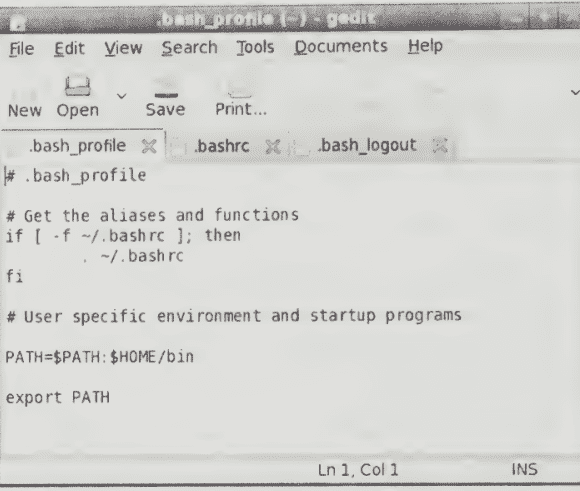 .bash_profile (~) - gedit
File Edit View Search Tools Documents Help
New Open Save Print...
.bash_profile .bashrc .bash_logout
# .bash_profile
# Get the aliases and functions
if [ -f ~/.bashrc ]; then
. ~/.bashrc
fi
# User specific environment and startup programs
PATH=$PATH:$HOME/bin
export PATH
Ln 1, Col 1 INS